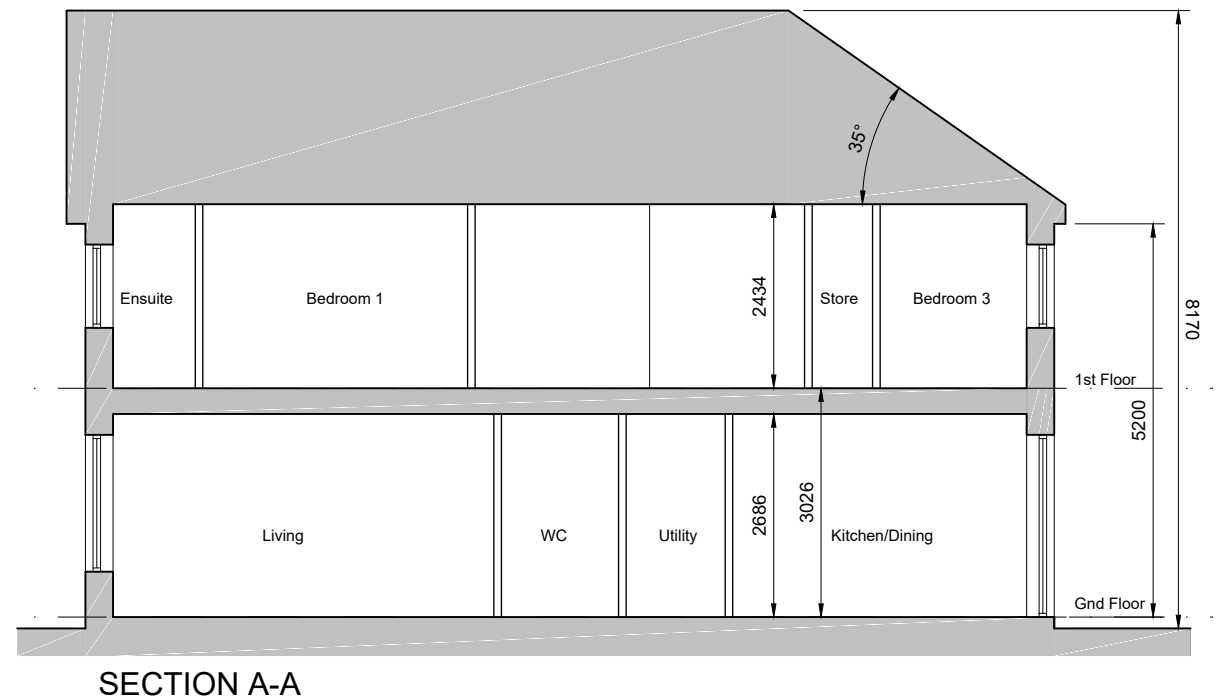 35°
8170
2434
Ensuite
Bedroom 1
Store
Bedroom 3
1st Floor
5200
2686
3026
Living
WC
Utility
Kitchen/Dining
Gnd Floor
SECTION A-A